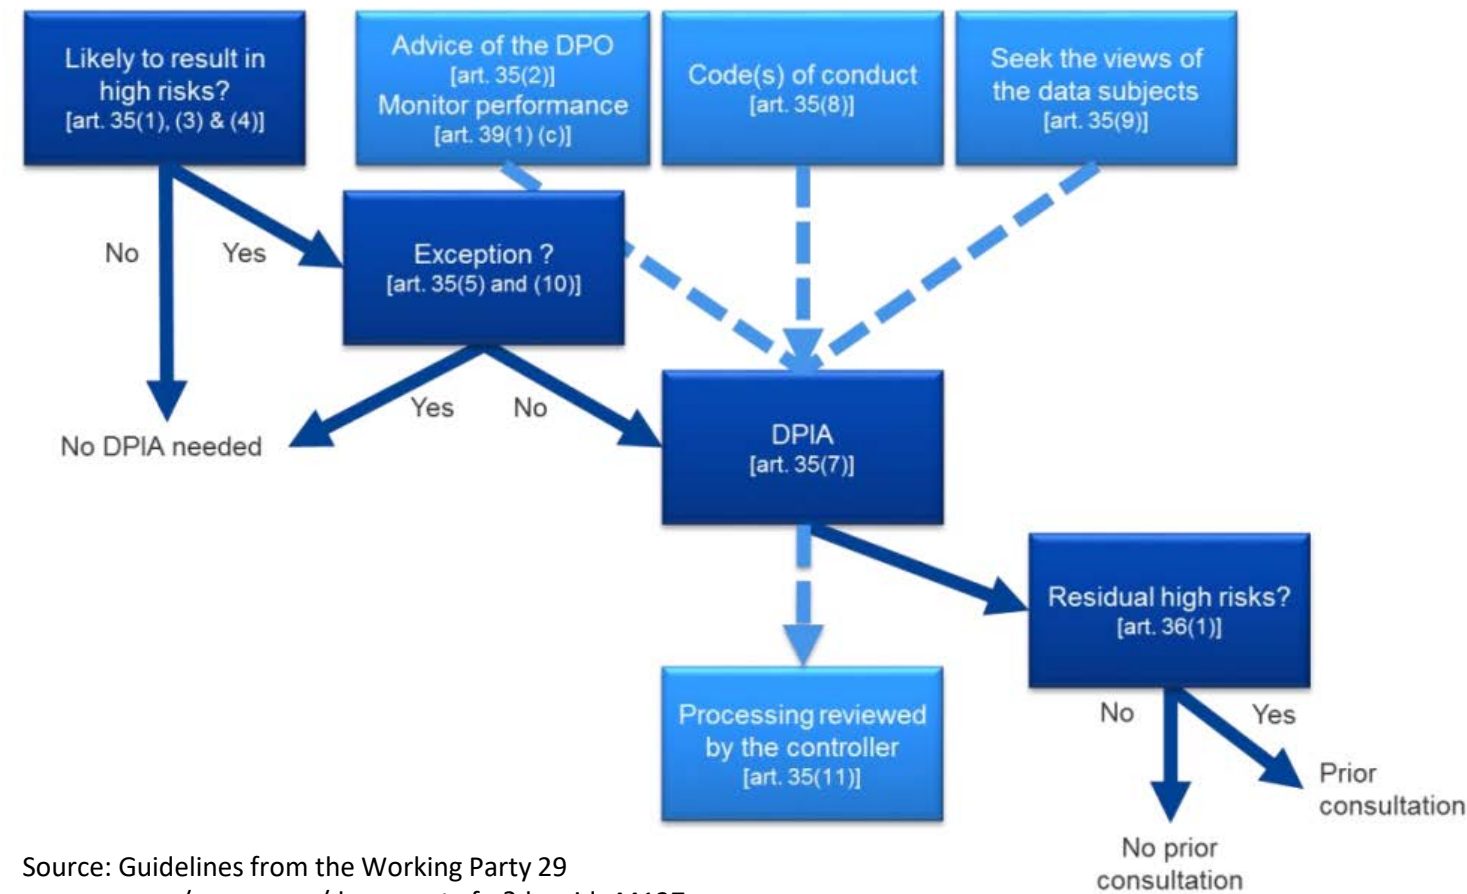 Likely to result in
high risks?
[art. 35(1), (3) & (4)]
Advice of the DPO
[art. 35(2)]
Monitor performance
[art. 39(1) (c)]
Code(s) of conduct
[art. 35(8)]
Seek the views of
the data subjects
[art. 35(9)]
No
Yes
Exception ?
[art. 35(5) and (10)]
Yes
No
No DPIA needed
DPIA
[art. 35(7)]
Residual high risks?
[art. 36(1)]
Processing reviewed
by the controller
[art. 35(11)]
No
Yes
Prior
consultation
No prior
consultation
Source: Guidelines from the Working Party 29